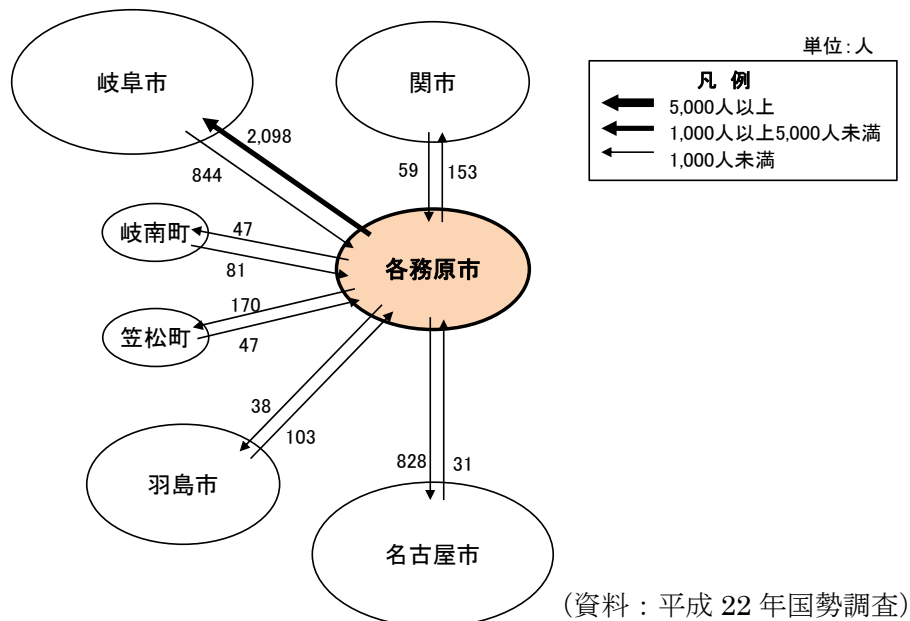 単位：人
凡 例
5,000人以上
1,000人以上5,000人未満
1,000人未満
岐阜市
関市
2,098
844
59
153
岐南町
47
81
各務原市
170
笠松町
47
38
103
羽島市
828
31
名古屋市
（資料：平成 22 年国勢調査）